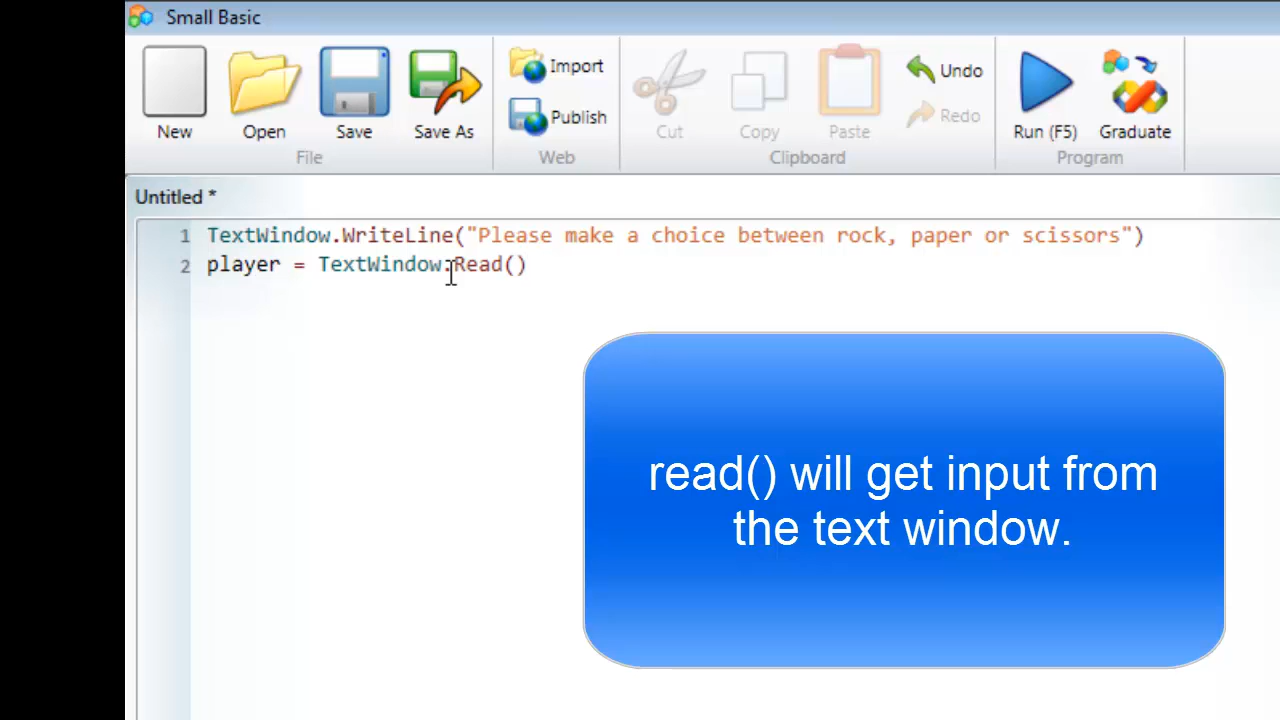 Small Basic
New
Open
Save
Save As
Import
Publish
Cut
Copy
Paste
Undo
Redo
Run (F5)
Graduate
File
Web
Clipboard
Program
Untitled *
1 TextWindow.WriteLine("Please make a choice between rock, paper or scissors")
2 player = TextWindow.Read()
read() will get input from
the text window.